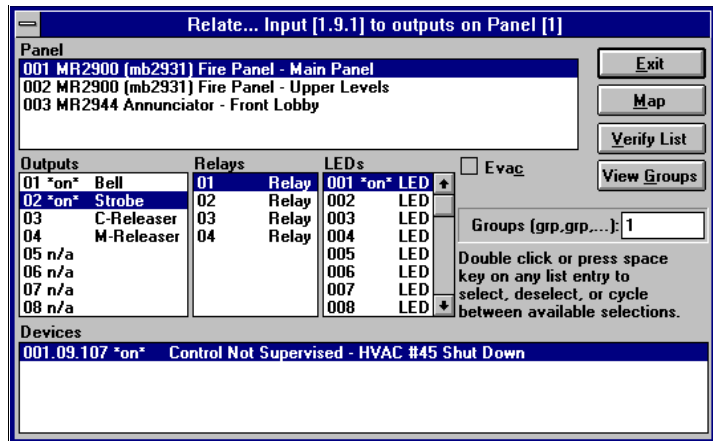 Relate... Input [1.9.1] to outputs on Panel [1]
Panel
001 MR2900 (mb2931) Fire Panel - Main Panel
002 MR2900 (mb2931) Fire Panel - Upper Levels
003 MR2944 Annunciator - Front Lobby
Exit
Map
Verify List
View Groups
Outputs
01 *on* Bell
02 *on* Strobe
03 C-Releaser
04 M-Releaser
05 n/a
06 n/a
07 n/a
08 n/a
Relays
01 Relay
02 Relay
03 Relay
04 Relay
LEDs
001 *on* LED
002 LED
003 LED
004 LED
005 LED
006 LED
007 LED
008 LED
Evac
Groups (grp,grp,...): 1
Double click or press space
key on any list entry to
select, deselect, or cycle
between available selections.
Devices
001.09.107 *on* Control Not Supervised - HVAC #45 Shut Down